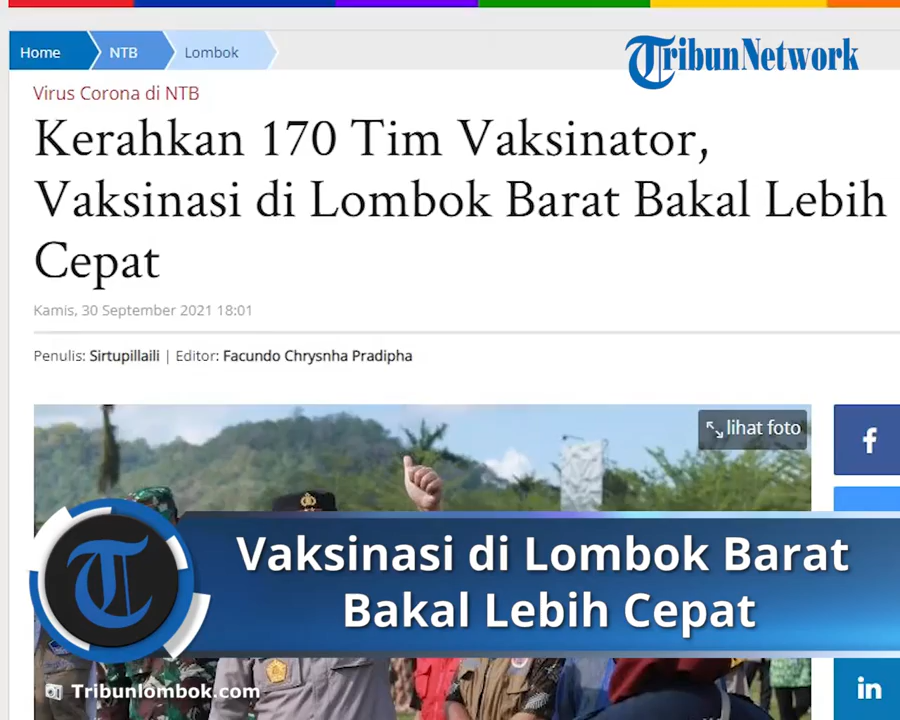 Home NTB Lombok
TribunNetwork
Virus Corona di NTB
Kerahkan 170 Tim Vaksinator,
Vaksinasi di Lombok Barat Bakal Lebih
Cepat
Kamis, 30 September 2021 18:01
Penulis: Sirtupillaili | Editor: Facundo Chrysnha Pradipha
lihat foto
f
Vaksinasi di Lombok Barat
Bakal Lebih Cepat
T
Tribunlombok.com
in